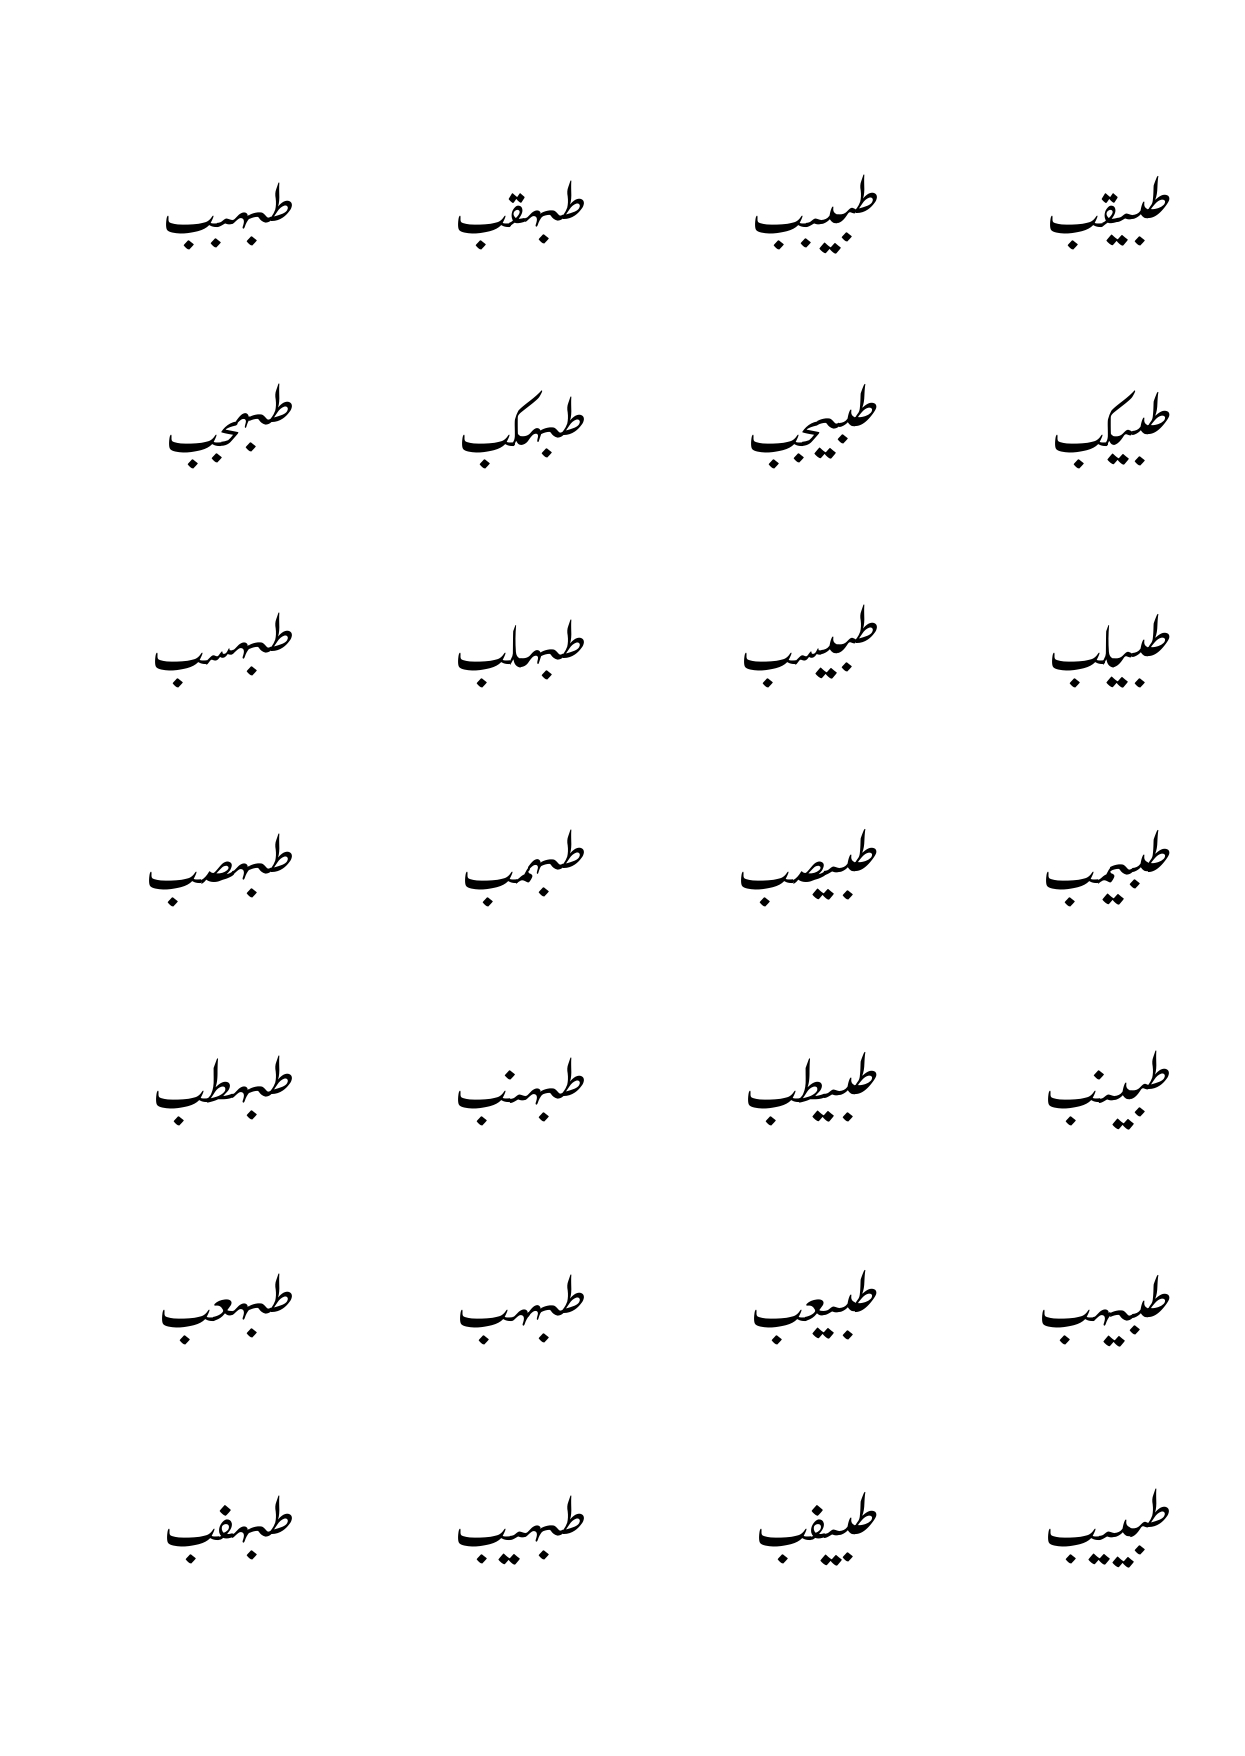 طبيقب طبيبب طبهقب طبهبب
طبيكب طبيجب طبهكب طبهجب
طبيلب طبيسب طبهلب طبهسب
طبيمب طبيصب طبهمب طبهصب
طبينب طبيطب طبهنب طبهطب
طبيهب طبيعب طبههب طبهعب
طبييب طبيفب طبهيب طبهفب